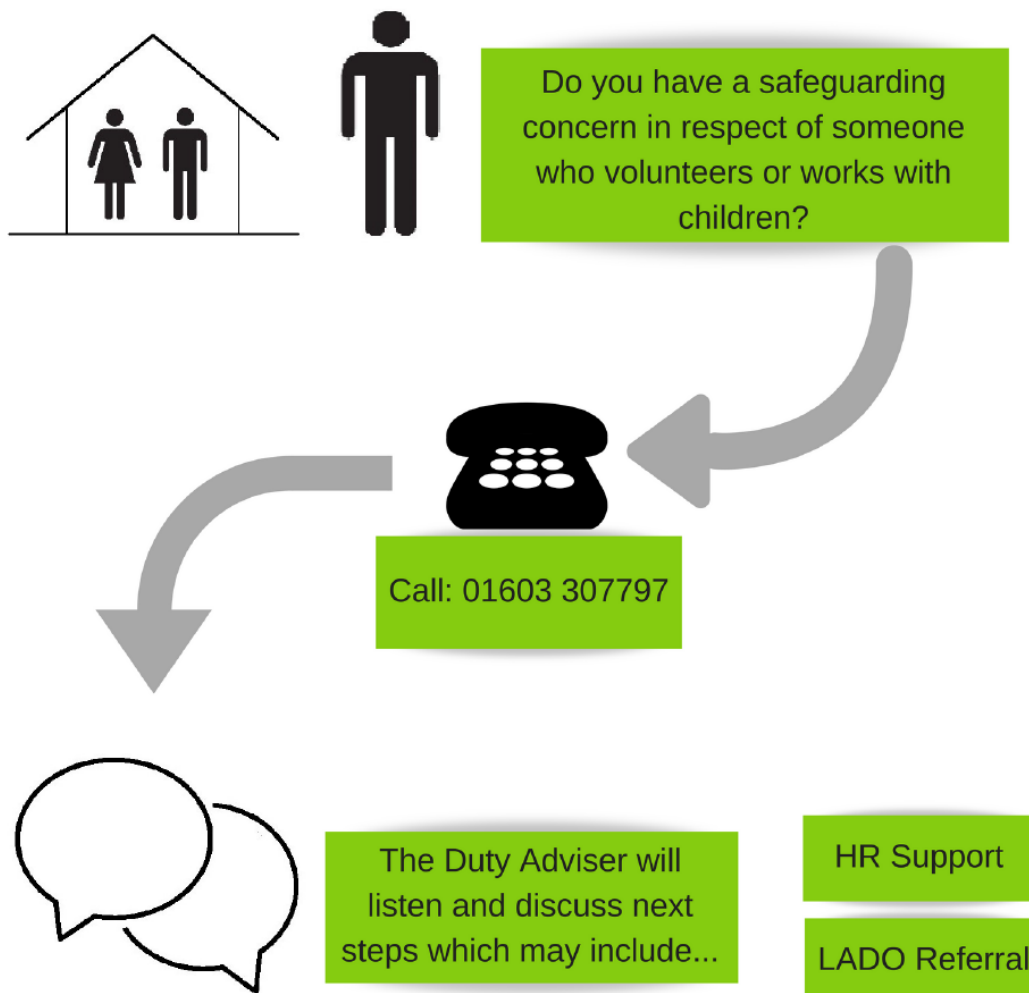 Do you have a safeguarding
concern in respect of someone
who volunteers or works with
children?
Call: 01603 307797
The Duty Adviser will
listen and discuss next
steps which may include...
HR Support
LADO Referral